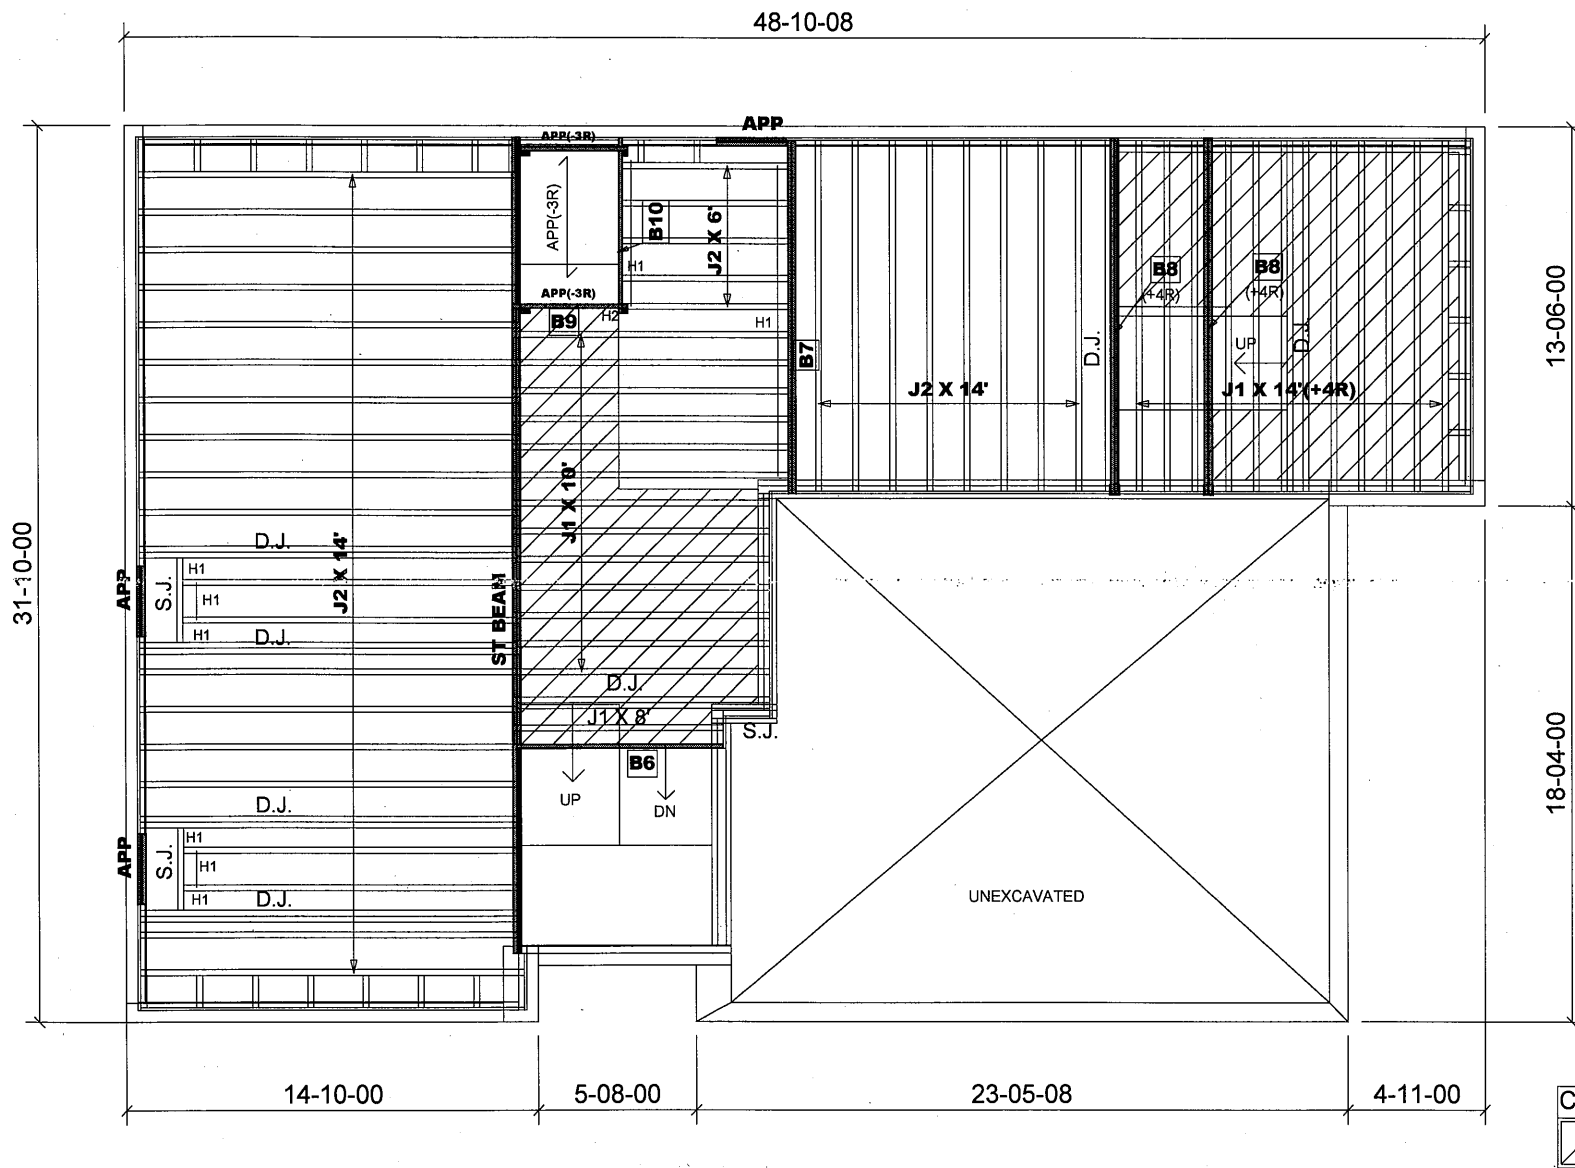 48-10-08
APP(-3R)
APP
APP(-3R)
B10
J2 X 6'
H1
APP(-3R)
B9
H2
H1
B7
J2 X 14'
D.J.
B8
(+4R)
B8
(+4R)
UP
D.J.
J1 X 14'(+4R)
13-06-00
31-10-00
J1 X 10'
D.J.
J2 X 14'
APP
S.J.
H1
H1
H1
D.J.
ST BEAM
D.J.
J1 X 8'
S.J.
B6
UP
DN
18-04-00
D.J.
APP
S.J.
H1
H1
H1
D.J.
UNEXCAVATED
14-10-00
5-08-00
23-05-08
4-11-00
C